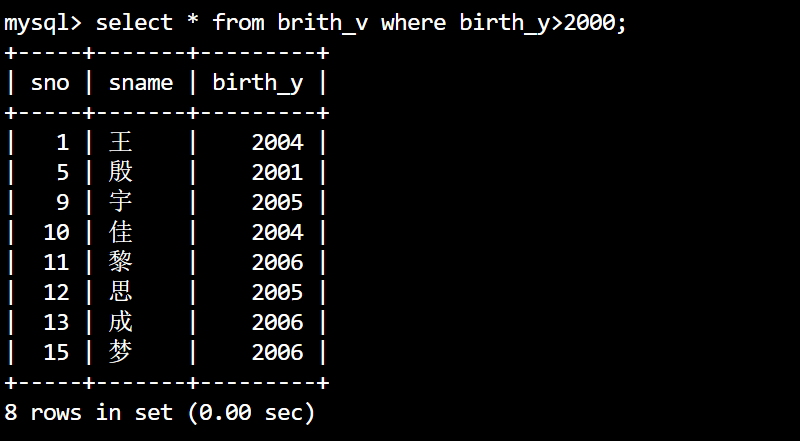 mysql> select * from brith_v where birth_y>2000;
+-----+-------+---------+
| sno | sname | birth_y |
+-----+-------+---------+
|   1 | 王    |    2004 |
|   5 | 殷    |    2001 |
|   9 | 宇    |    2005 |
|  10 | 佳    |    2004 |
|  11 | 黎    |    2006 |
|  12 | 思    |    2005 |
|  13 | 成    |    2006 |
|  15 | 梦    |    2006 |
+-----+-------+---------+
8 rows in set (0.00 sec)